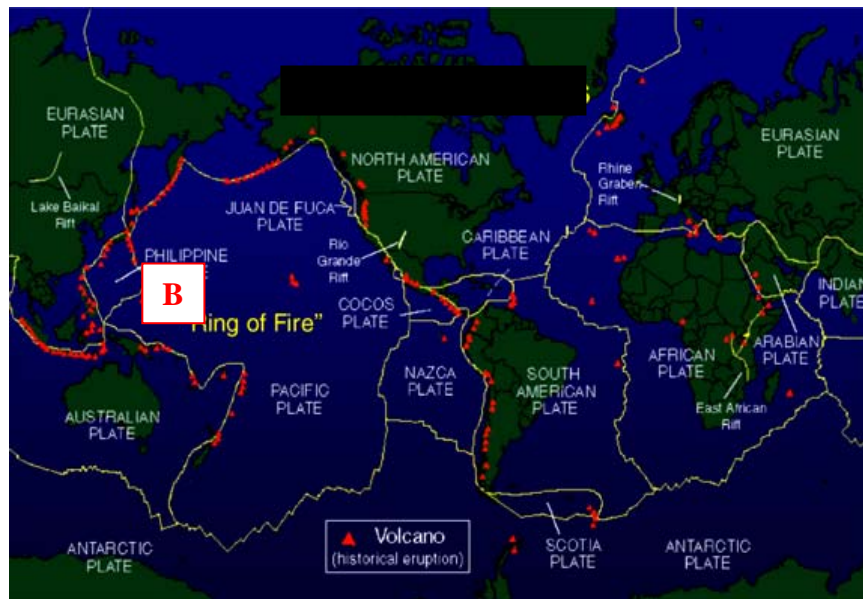 EURASIAN
PLATE
Lake Baikal
Rift
NORTH AMERICAN
PLATE
Rhine
Graben
Rift
EURASIAN
PLATE
JUAN DE FUCA
PLATE
PHILIPPINE
B
Rio
Grande
Rift
CARIBBEAN
PLATE
COCOS
PLATE
INDIAN
PLATE
Ring of Fire”
ARABIAN
PLATE
AFRICAN
PLATE
East African
Rift
AUSTRALIAN
PLATE
PACIFIC
PLATE
NAZCA
PLATE
SOUTH
AMERICAN
PLATE
ANTARCTIC
PLATE
Volcano
(historical eruption)
SCOTIA
PLATE
ANTARCTIC
PLATE